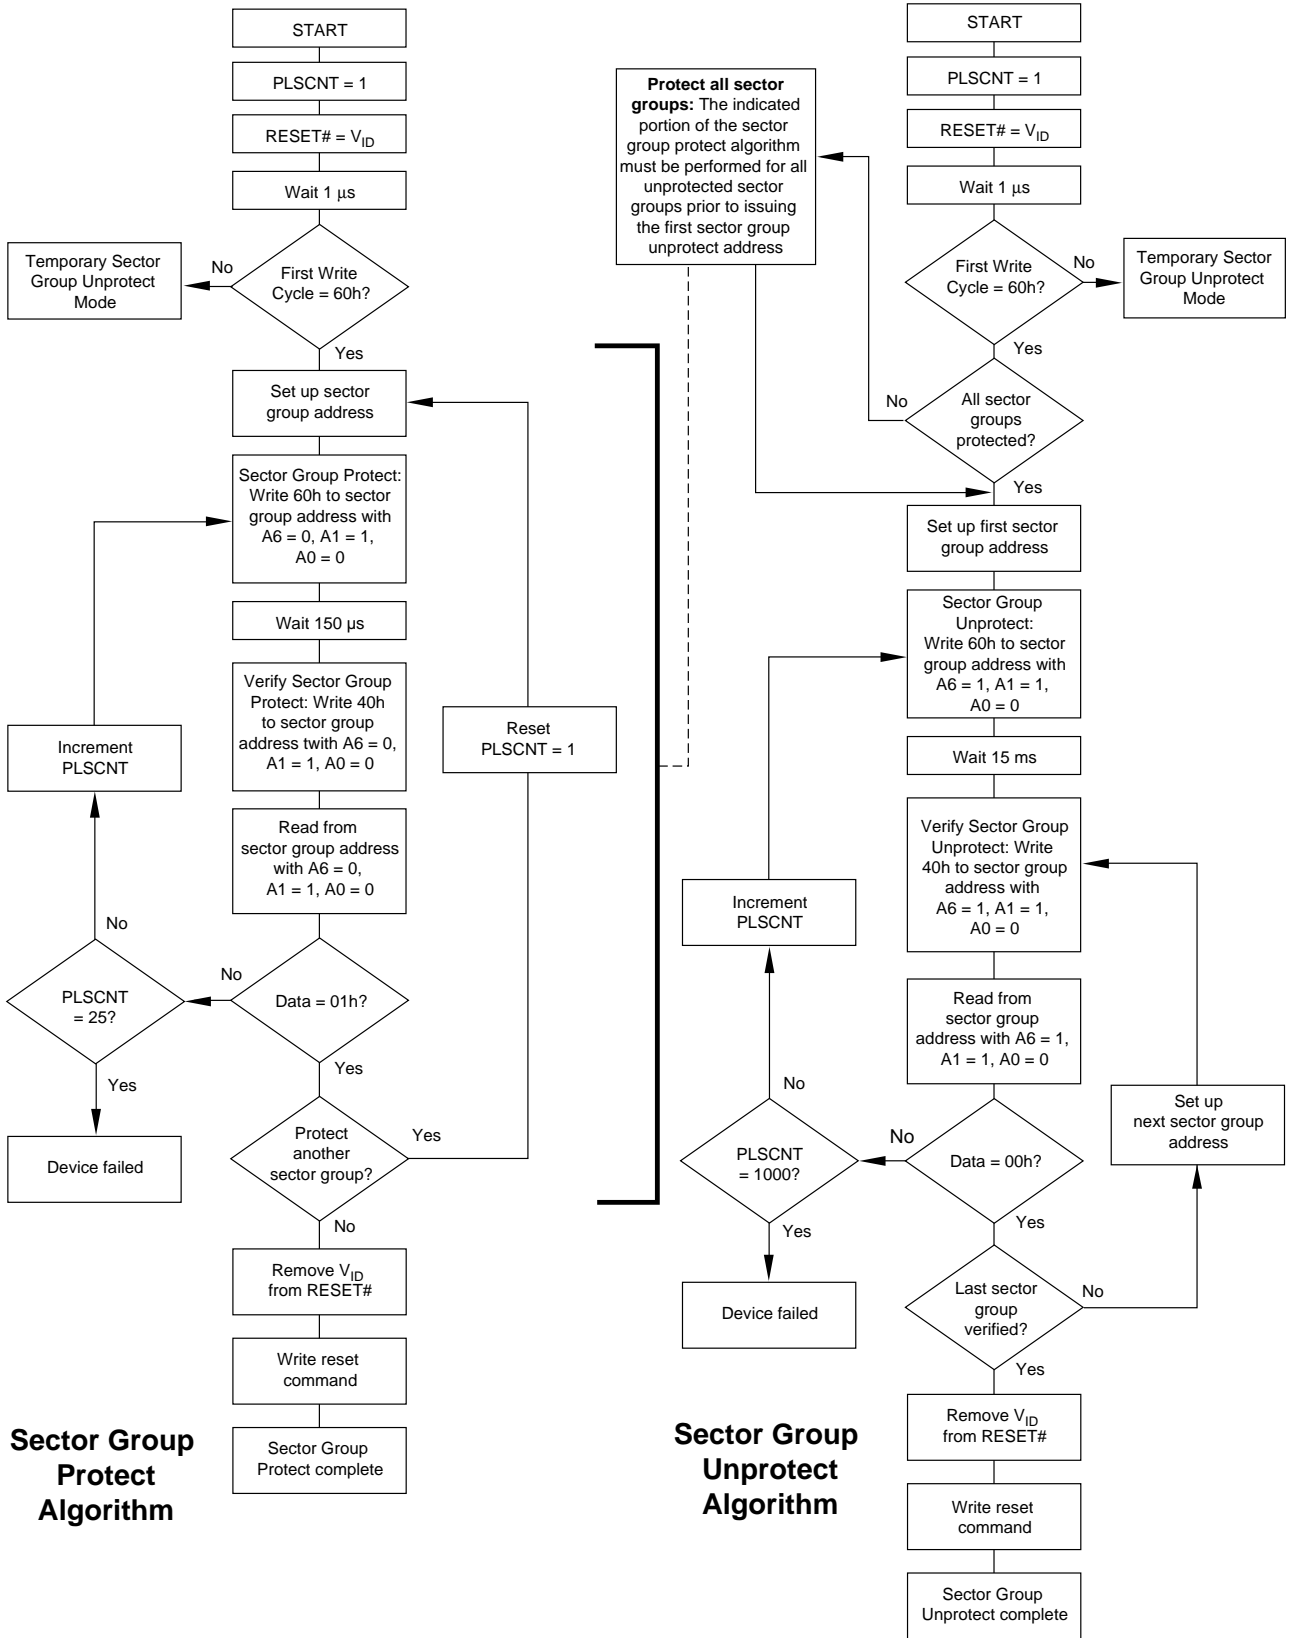 START
PLSCNT = 1
RESET# = VID
Wait 1 μs
First Write
Cycle = 60h?
No
Temporary Sector
Group Unprotect
Mode
Yes
Set up sector
group address
Sector Group Protect:
Write 60h to sector
group address with
A6 = 0, A1 = 1,
A0 = 0
Wait 150 µs
Verify Sector Group
Protect: Write 40h
to sector group
address twith A6 = 0,
A1 = 1, A0 = 0
Reset
PLSCNT = 1
Increment
PLSCNT
Read from
sector group address
with A6 = 0,
A1 = 1, A0 = 0
No
No
PLSCNT
= 25?
Data = 01h?
Yes
Yes
Device failed
Protect
another
sector group?
Yes
No
Remove VID
from RESET#
Write reset
command
Sector Group
Protect complete
Sector Group
Protect
Algorithm
START
PLSCNT = 1
RESET# = VID
Wait 1 μs
Protect all sector
groups: The indicated
portion of the sector
group protect algorithm
must be performed for all
unprotected sector
groups prior to issuing
the first sector group
unprotect address
First Write
Cycle = 60h?
No
Temporary Sector
Group Unprotect
Mode
Yes
No
All sector
groups
protected?
Yes
Set up first sector
group address
Sector Group
Unprotect:
Write 60h to sector
group address with
A6 = 1, A1 = 1,
A0 = 0
Wait 15 ms
Verify Sector Group
Unprotect: Write
40h to sector group
address with
A6 = 1, A1 = 1,
A0 = 0
Increment
PLSCNT
Read from
sector group
address with A6 = 1,
A1 = 1, A0 = 0
No
Set up
next sector group
address
No
PLSCNT
= 1000?
Data = 00h?
Yes
Yes
Device failed
Last sector
group
verified?
No
Yes
Remove VID
from RESET#
Write reset
command
Sector Group
Unprotect complete
Sector Group
Unprotect
Algorithm